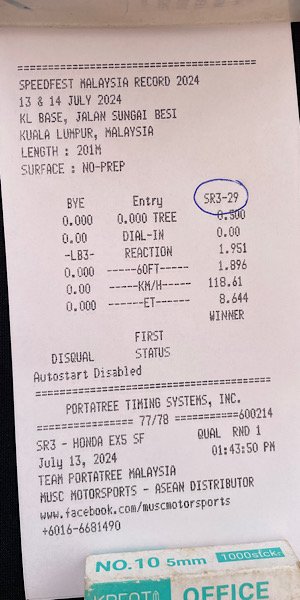 ========================================
SPEEDFEST MALAYSIA RECORD 2024
13 & 14 JULY 2024
KL BASE, JALAN SUNGAI BESI
KUALA LUMPUR, MALAYSIA
LENGTH : 201M
SURFACE : NO-PREP
BYE Entry SR3-29
0.000 0.000 TREE 0.500
0.00 DIAL-IN 0.00
-LB3- REACTION 1.951
0.000 ------60FT------ 1.896
0.00 ------KM/H------ 118.61
0.000 ------ET------ 8.644
WINNER
FIRST
DISQUAL STATUS
Autostart Disabled
========================================
PORTATREE TIMING SYSTEMS, INC.
================ 77/78 ===========600214
SR3 - HONDA EX5 SF QUAL RND 1
July 13, 2024 01:43:50 PM
TEAM PORTATREE MALAYSIA
MUSC MOTORSPORTS - ASEAN DISTRIBUTOR
www.facebook.com/muscmotorsports
+6016-6681490
NO.10 5mm 1000stcks
OFFICE